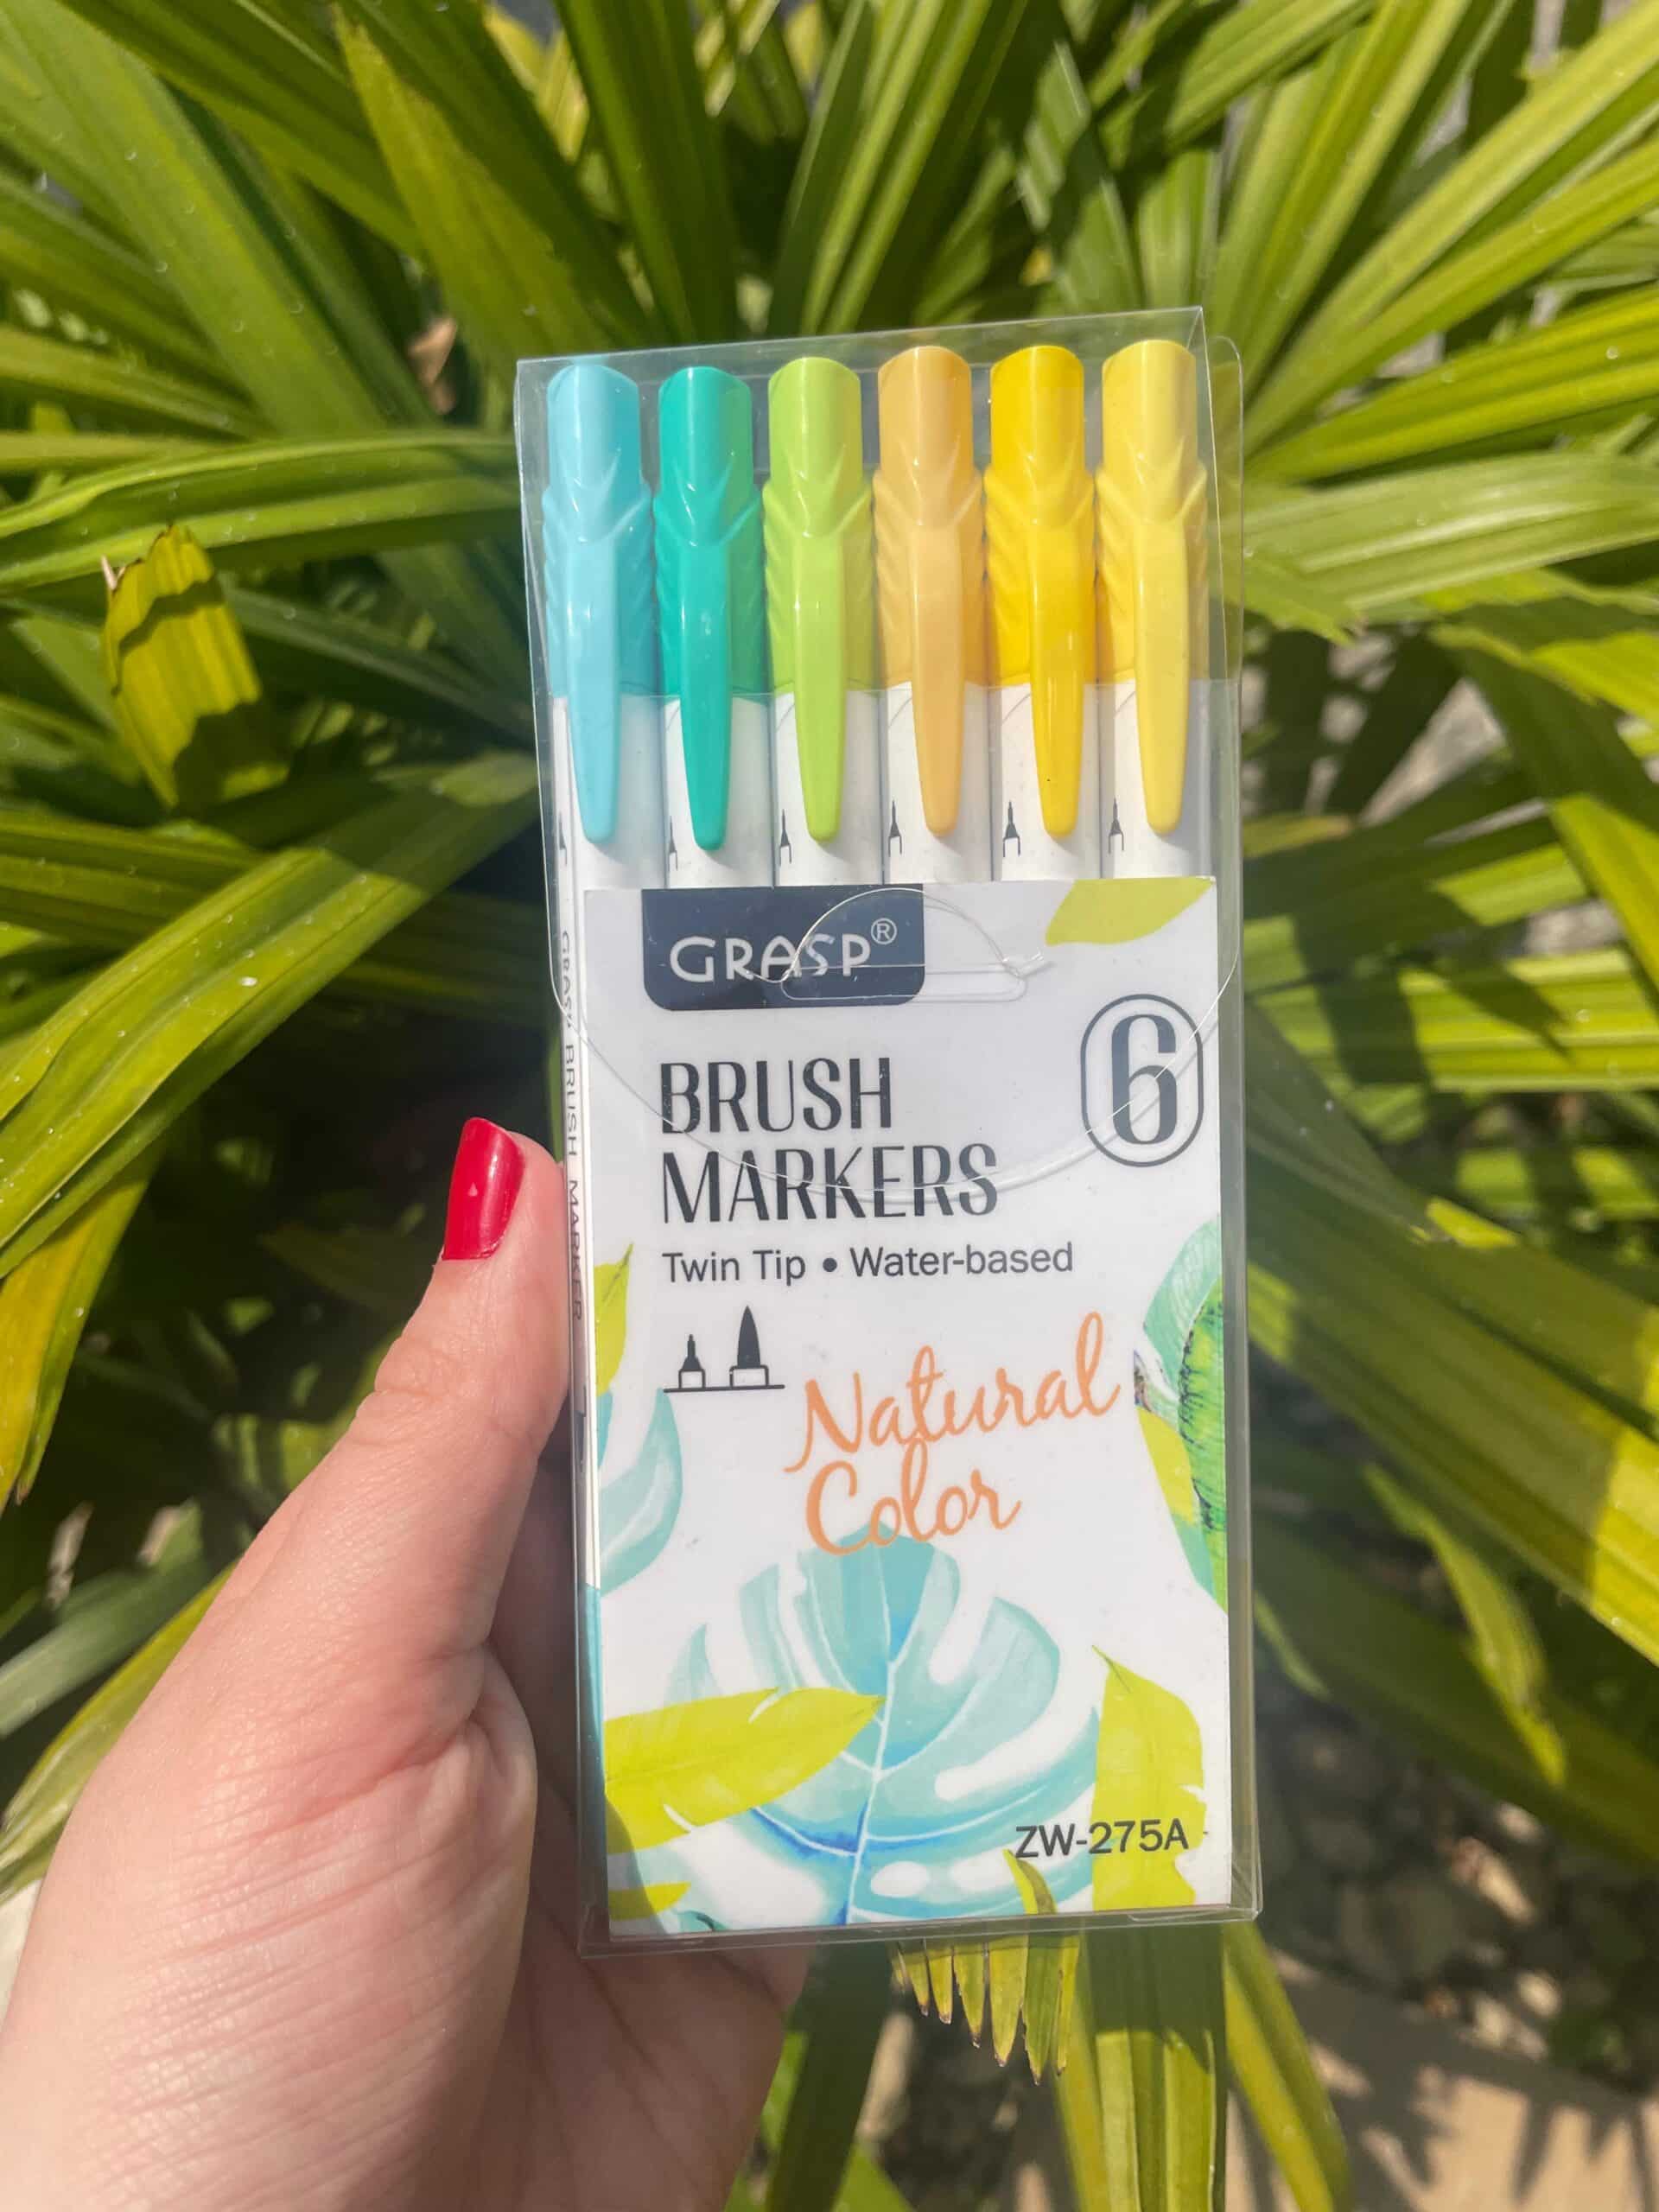 GRASP®
BRUSH
MARKERS
6
Twin Tip • Water-based
Natural
Color
ZW-275A
GRASP BRUSH MARKER